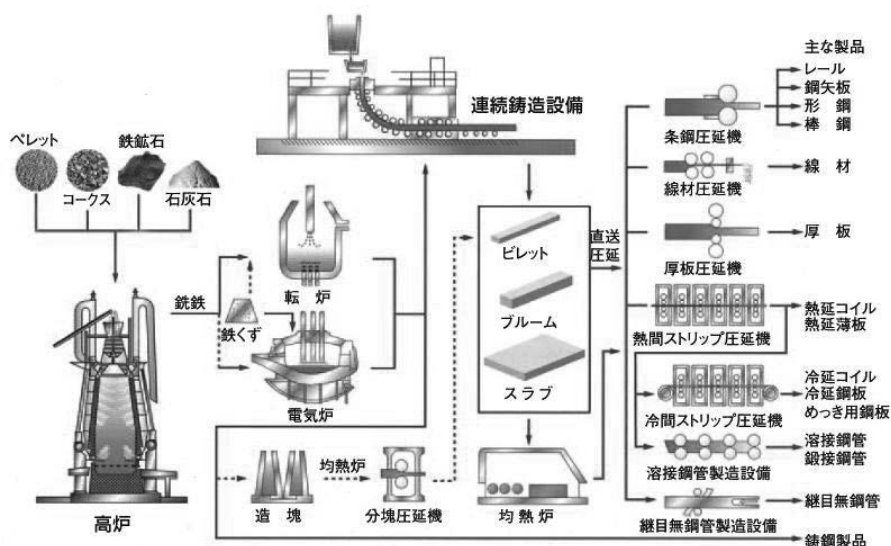 主な製品
レール
鋼矢板
形 鋼
棒 鋼
条鋼圧延機
連続鋳造設備
ペレット
鉄鉱石
コークス
石灰石
線 材
線材圧延機
直送
圧延
厚 板
厚板圧延機
ビレット
ブルーム
スラブ
銑鉄
転 炉
鉄くず
電気炉
熱延コイル
熱延薄板
熱間ストリップ圧延機
冷延コイル
冷延鋼板
めっき用鋼板
冷間ストリップ圧延機
溶接鋼管
鍛接鋼管
溶接鋼管製造設備
高炉
造 塊
均熱炉
分塊圧延機
均 熱 炉
継目無鋼管
継目無鋼管製造設備
鋳鋼製品